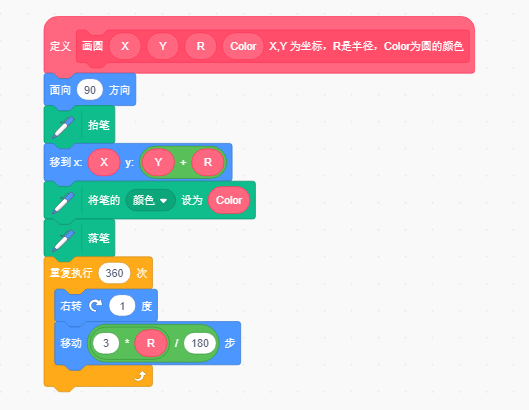 定义 画圆 X Y R Color X,Y 为坐标，R是半径，Color为圆的颜色
面向 90 方向
抬笔
移到 x: X y: Y + R
将笔的 颜色 设为 Color
落笔
重复执行 360 次
右转 1 度
移动 3 * R / 180 步